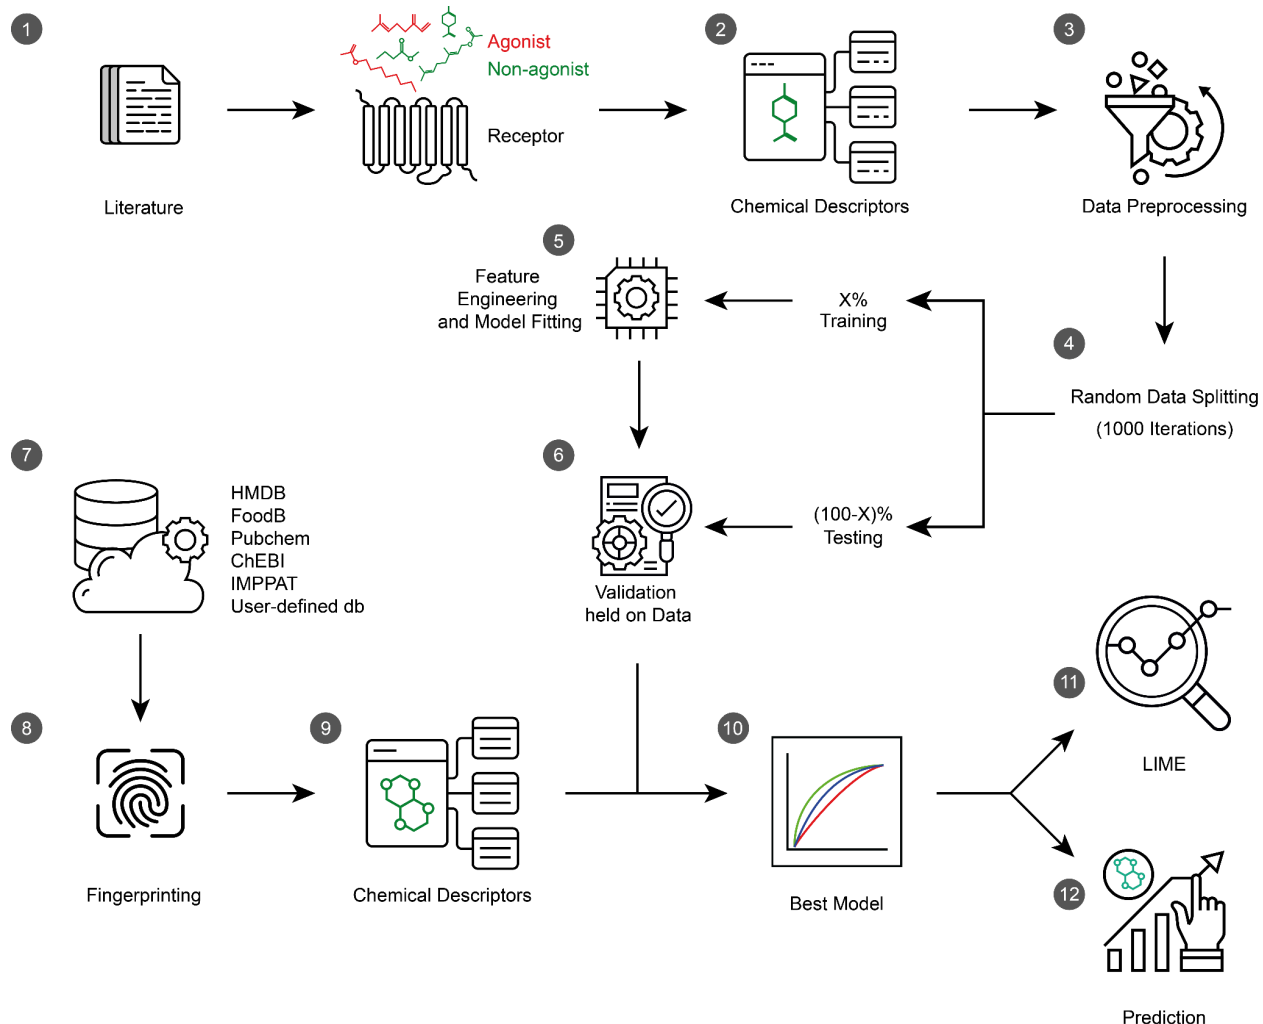 1
Agonist
Non-agonist
Receptor
Literature
2
Chemical Descriptors
3
Data Preprocessing
4
Random Data Splitting
(1000 Iterations)
X%
Training
(100-X)%
Testing
5
Feature
Engineering
and Model Fitting
6
Validation
held on Data
7
HMDB
FooDB
Pubchem
ChEBI
IMPPAT
User-defined db
8
Fingerprinting
9
Chemical Descriptors
10
Best Model
11
LIME
12
Prediction